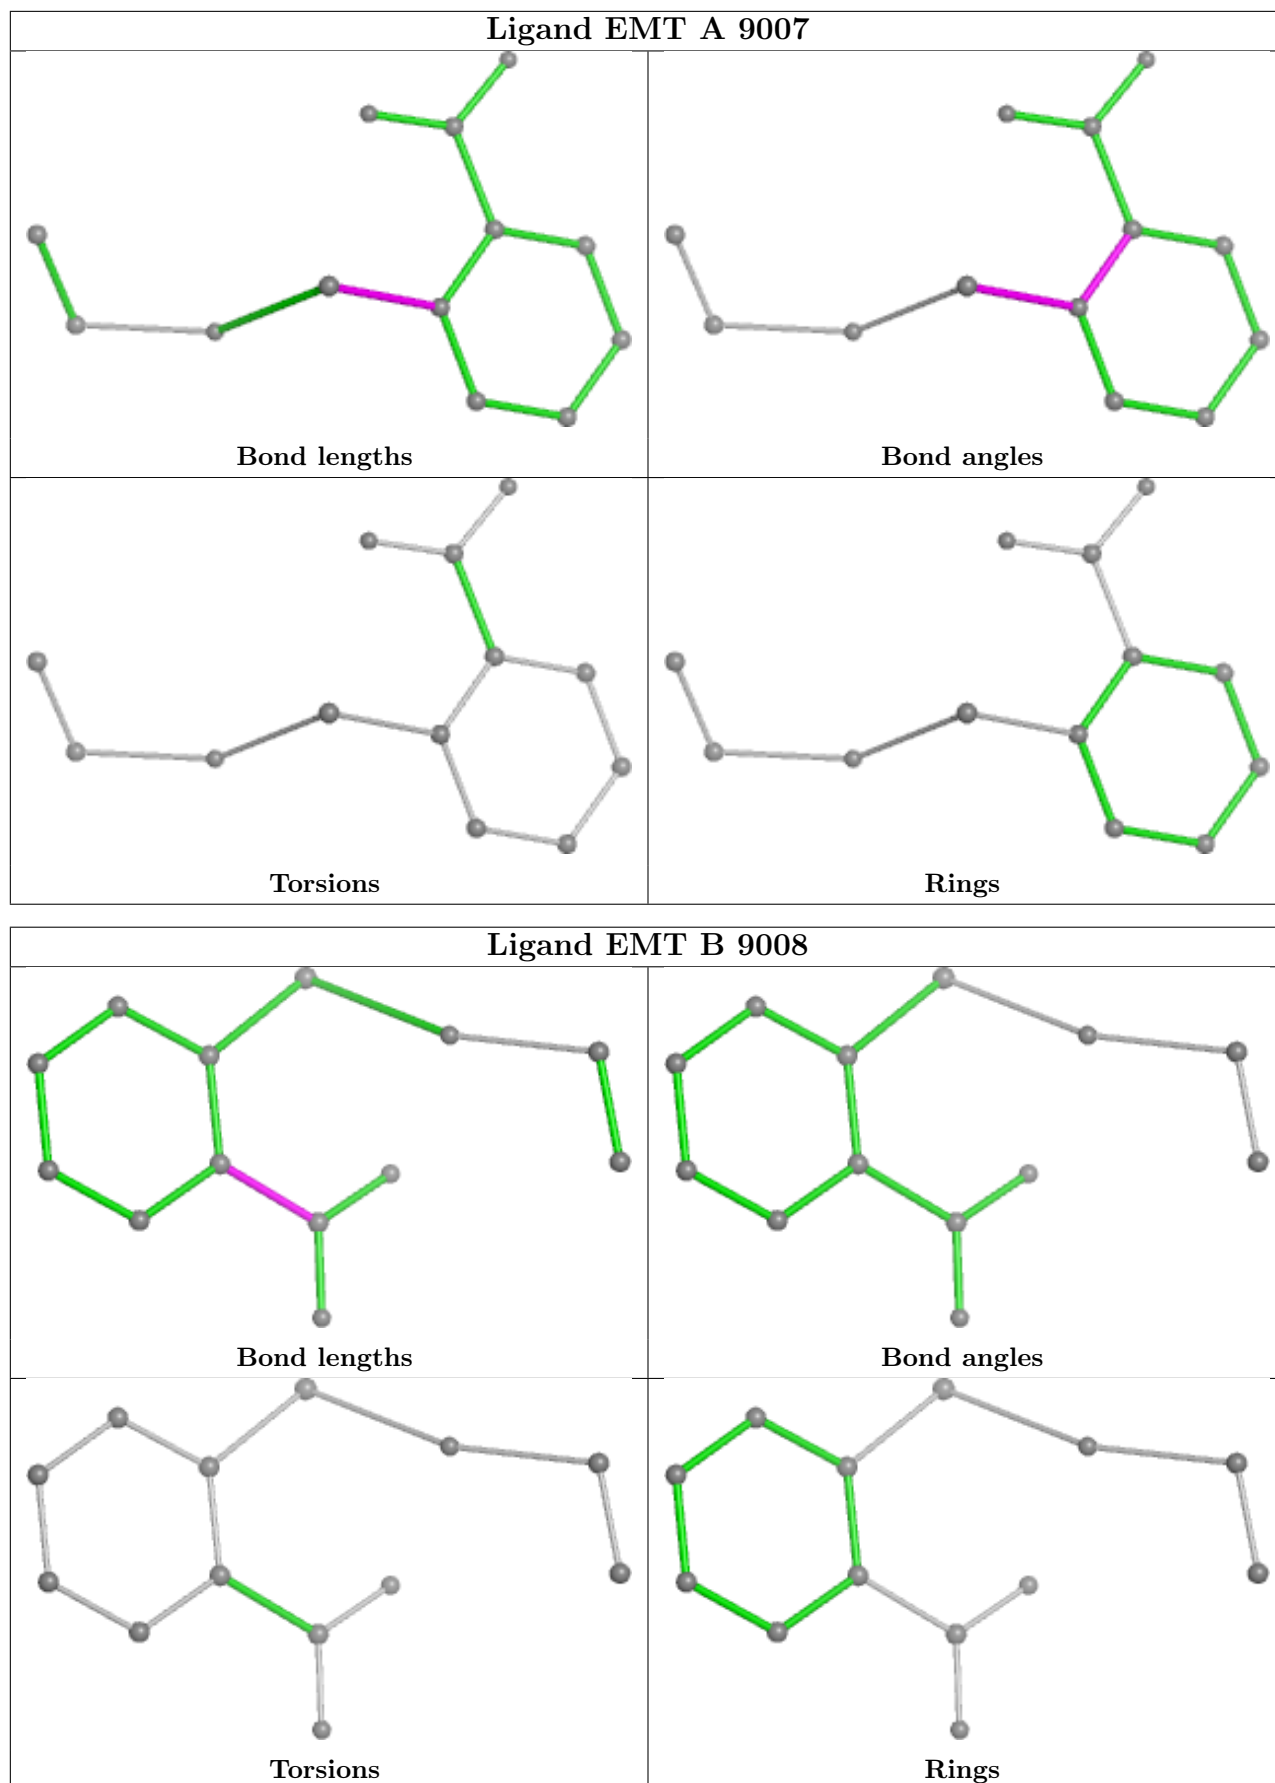 Ligand EMT A 9007
Bond lengths
Bond angles
Torsions
Rings
Ligand EMT B 9008
Bond lengths
Bond angles
Torsions
Rings